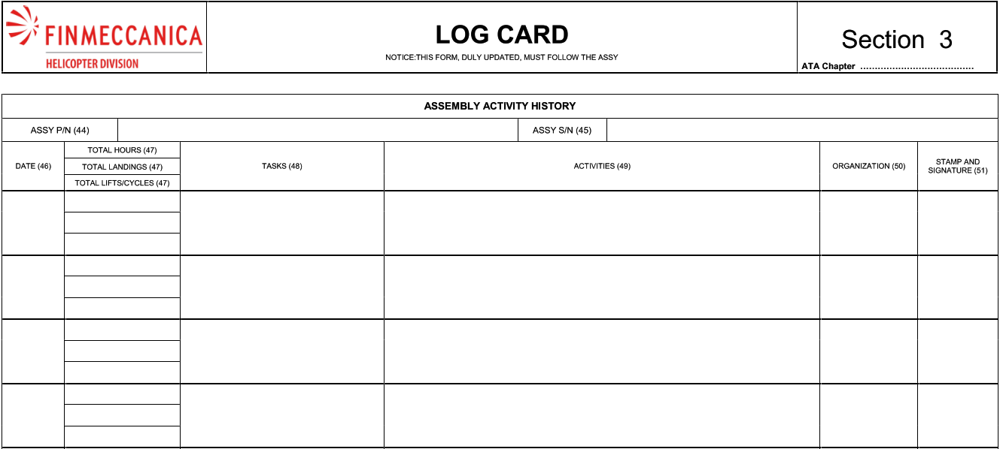 FINMECCANICA
HELICOPTER DIVISION
LOG CARD
NOTICE:THIS FORM, DULY UPDATED, MUST FOLLOW THE ASSY
Section 3
ATA Chapter .......................................
ASSEMBLY ACTIVITY HISTORY
ASSY P/N (44)
ASSY S/N (45)
DATE (46)
TOTAL HOURS (47)
TOTAL LANDINGS (47)
TOTAL LIFTS/CYCLES (47)
TASKS (48)
ACTIVITIES (49)
ORGANIZATION (50)
STAMP AND
SIGNATURE (51)